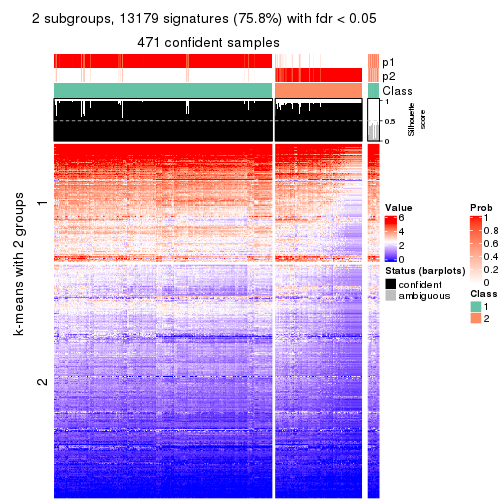 2 subgroups, 13179 signatures (75.8%) with fdr < 0.05
471 confident samples
p1
p2
Class
1
0.5
0
Silhouette
score
k-means with 2 groups
1
2
Value
6
4
2
0
Status (barplots)
confident
ambiguous
Prob
1
0.8
0.6
0.4
0.2
0
Class
1
2